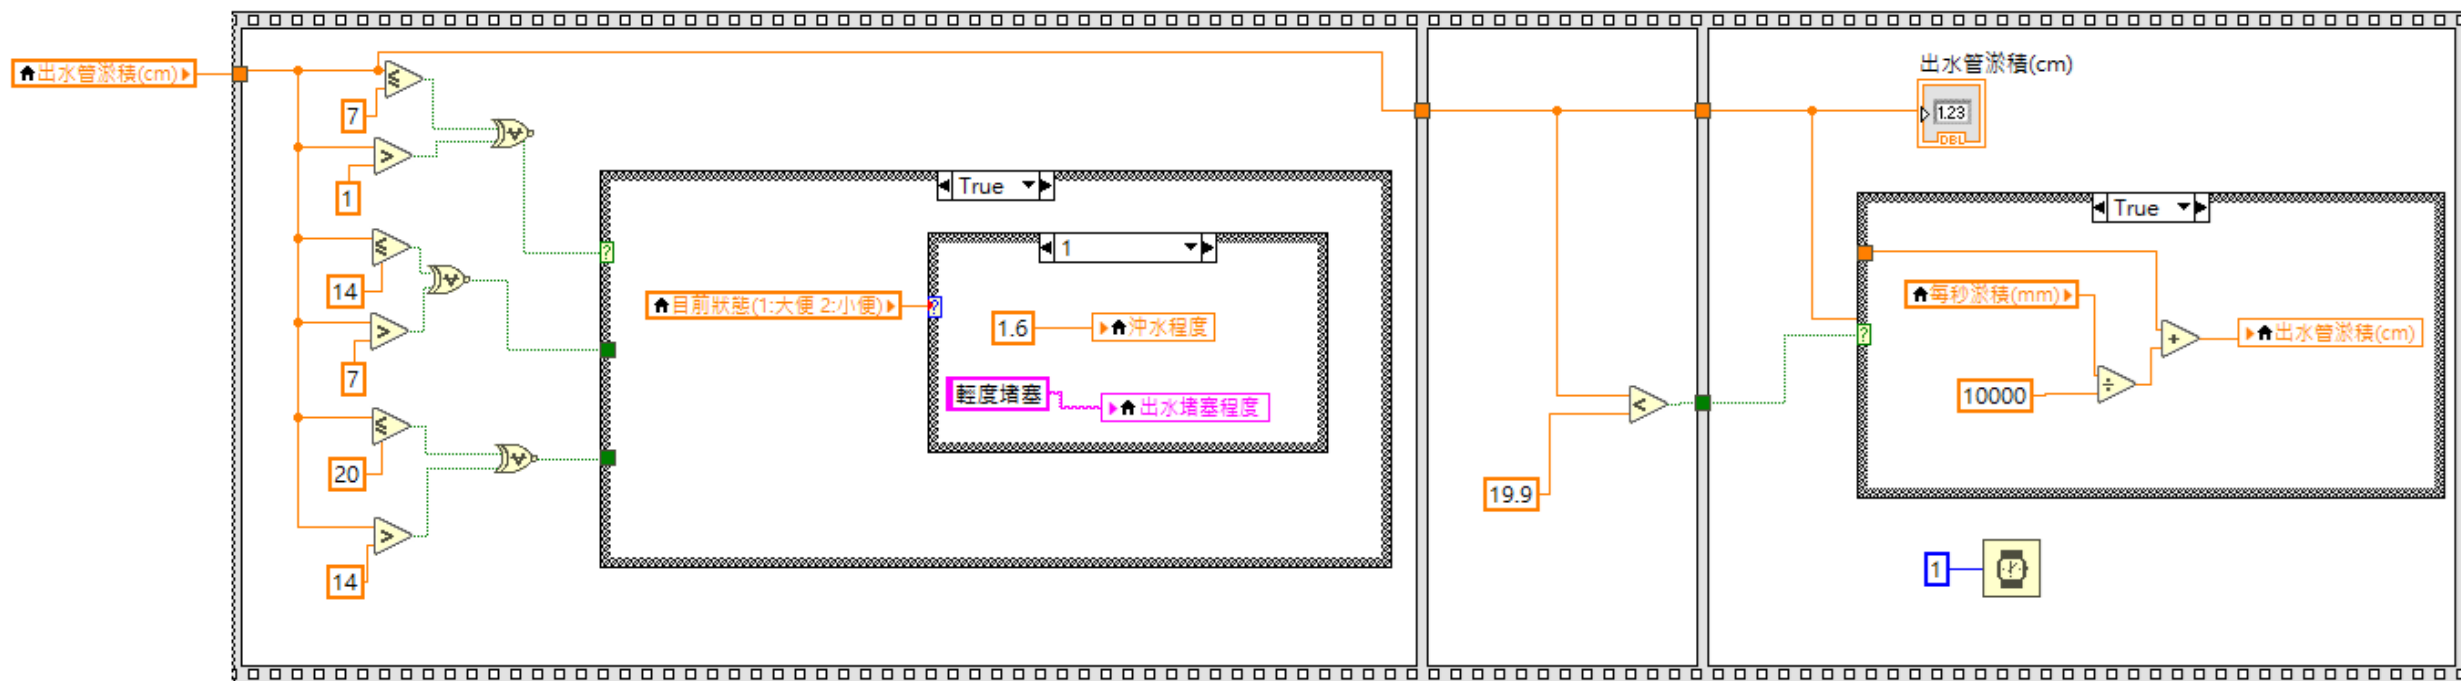 出水管淤積(cm)
≤
7
>
1
≤
14
>
7
≤
20
>
14
True
1
目前狀態(1:大便 2:小便)
1.6
沖水程度
輕度堵塞
出水堵塞程度
<
19.9
出水管淤積(cm)
1.23
DBL
True
每秒淤積(mm)
10000
÷
+
出水管淤積(cm)
1